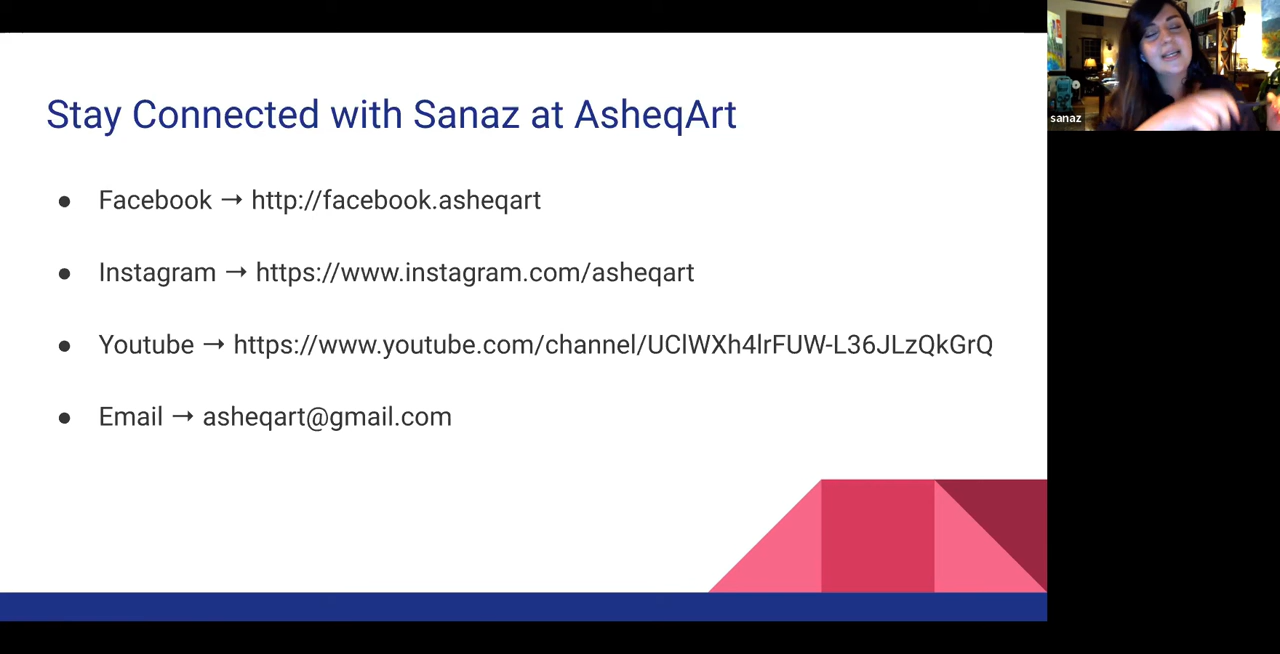 Stay Connected with Sanaz at AsheqArt
● Facebook → http://facebook.asheqart
● Instagram → https://www.instagram.com/asheqart
● Youtube → https://www.youtube.com/channel/UClWXh4lrFUW-L36JLzQkGrQ
● Email → asheqart@gmail.com
sanaz